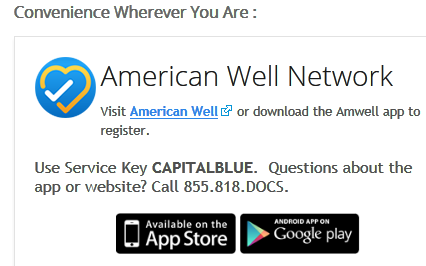 Convenience Wherever You Are :
American Well Network
Visit American Well or download the Amwell app to
register.
Use Service Key CAPITALBLUE. Questions about the
app or website? Call 855.818.DOCS.
Available on the
App Store
ANDROID APP ON
Google play